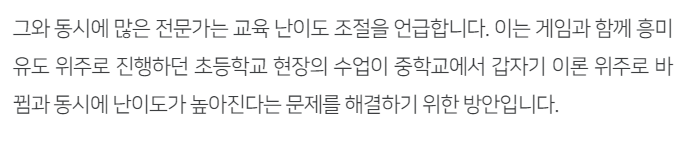 그와 동시에 많은 전문가는 교육 난이도 조절을 언급합니다. 이는 게임과 함께 흥미
유도 위주로 진행하던 초등학교 현장의 수업이 중학교에서 갑자기 이론 위주로 바
뀜과 동시에 난이도가 높아진다는 문제를 해결하기 위한 방안입니다.